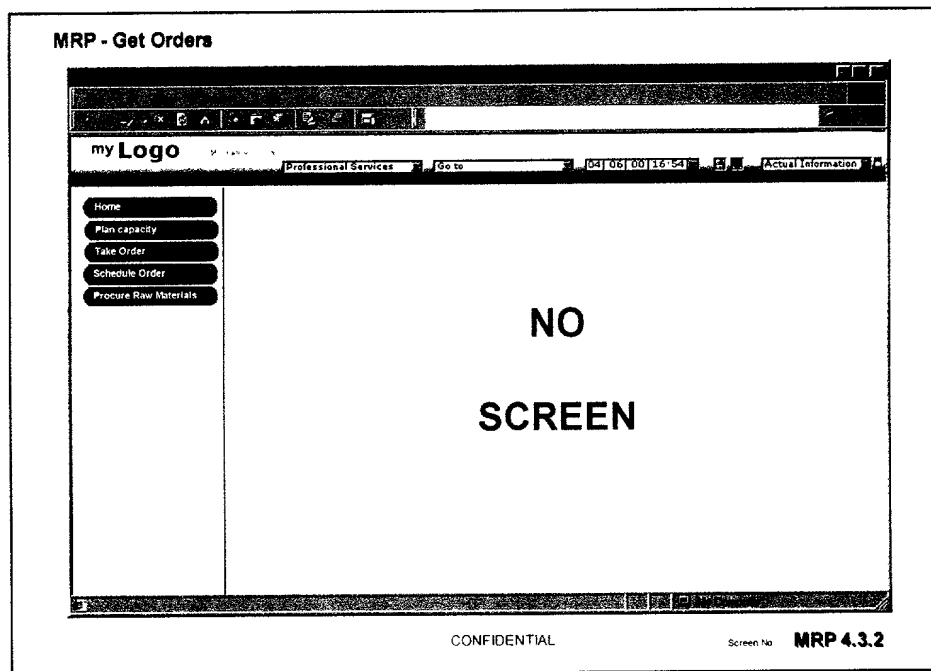 MRP - Get Orders
my Logo
Professional Services Go to 04 06 00 16:54 Actual Information
Home
Plan capacity
Take Order
Schedule Order
Procure Raw Materials
NO
SCREEN
CONFIDENTIAL
Screen No MRP 4.3.2